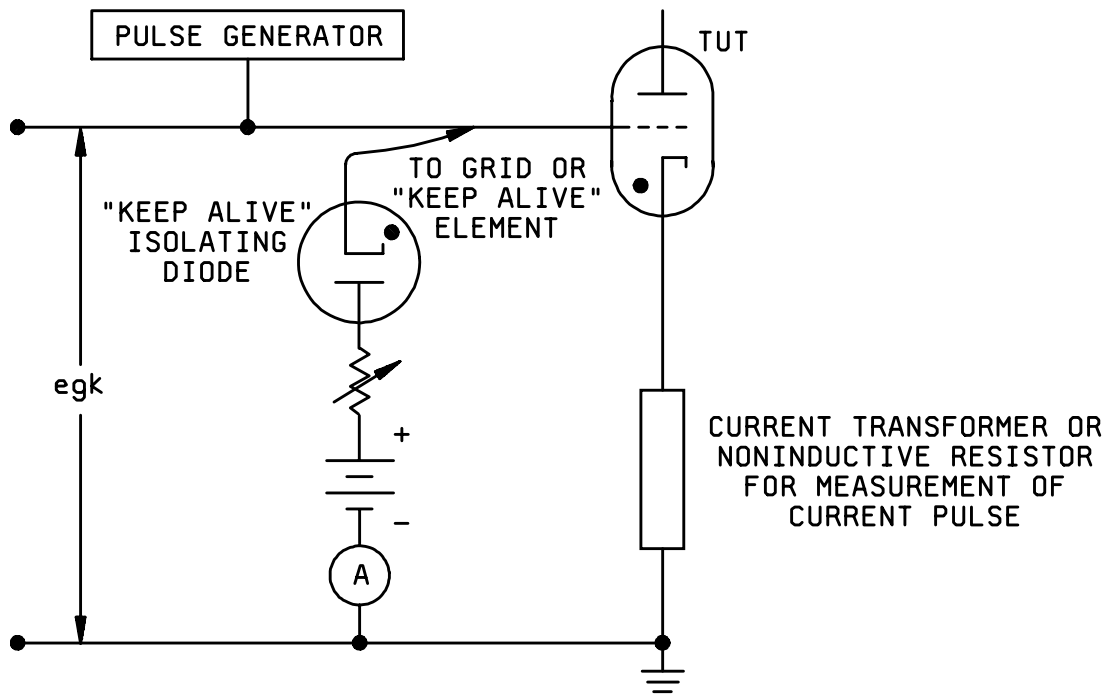 PULSE GENERATOR
TUT
TO GRID OR
"KEEP ALIVE"
ELEMENT
"KEEP ALIVE"
ISOLATING
DIODE
egk
+
−
A
CURRENT TRANSFORMER OR
NONINDUCTIVE RESISTOR
FOR MEASUREMENT OF
CURRENT PULSE